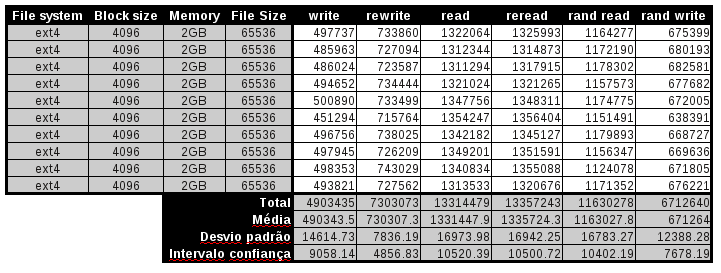 File system Block size Memory File Size write rewrite read reread rand read rand write
ext4 4096 2GB 65536 497737 733860 1322064 1325993 1164277 675399
ext4 4096 2GB 65536 485963 727094 1312344 1314873 1172190 680193
ext4 4096 2GB 65536 486024 723587 1311294 1317915 1178302 682581
ext4 4096 2GB 65536 494652 734444 1321024 1321265 1157573 677682
ext4 4096 2GB 65536 500890 733499 1347756 1348311 1174775 672005
ext4 4096 2GB 65536 451294 715764 1354247 1356404 1151491 638391
ext4 4096 2GB 65536 496756 738025 1342182 1345127 1179893 668727
ext4 4096 2GB 65536 497945 726209 1349201 1351591 1156347 669636
ext4 4096 2GB 65536 498353 743029 1340834 1355088 1124078 671805
ext4 4096 2GB 65536 493821 727562 1313533 1320676 1171352 676221
Total 4903435 7303073 13314479 13357243 11630278 6712640
Média 490343.5 730307.3 1331447.9 1335724.3 1163027.8 671264
Desvio padrão 14614.73 7836.19 16973.98 16942.25 16783.27 12388.28
Intervalo confiança 9058.14 4856.83 10520.39 10500.72 10402.19 7678.19